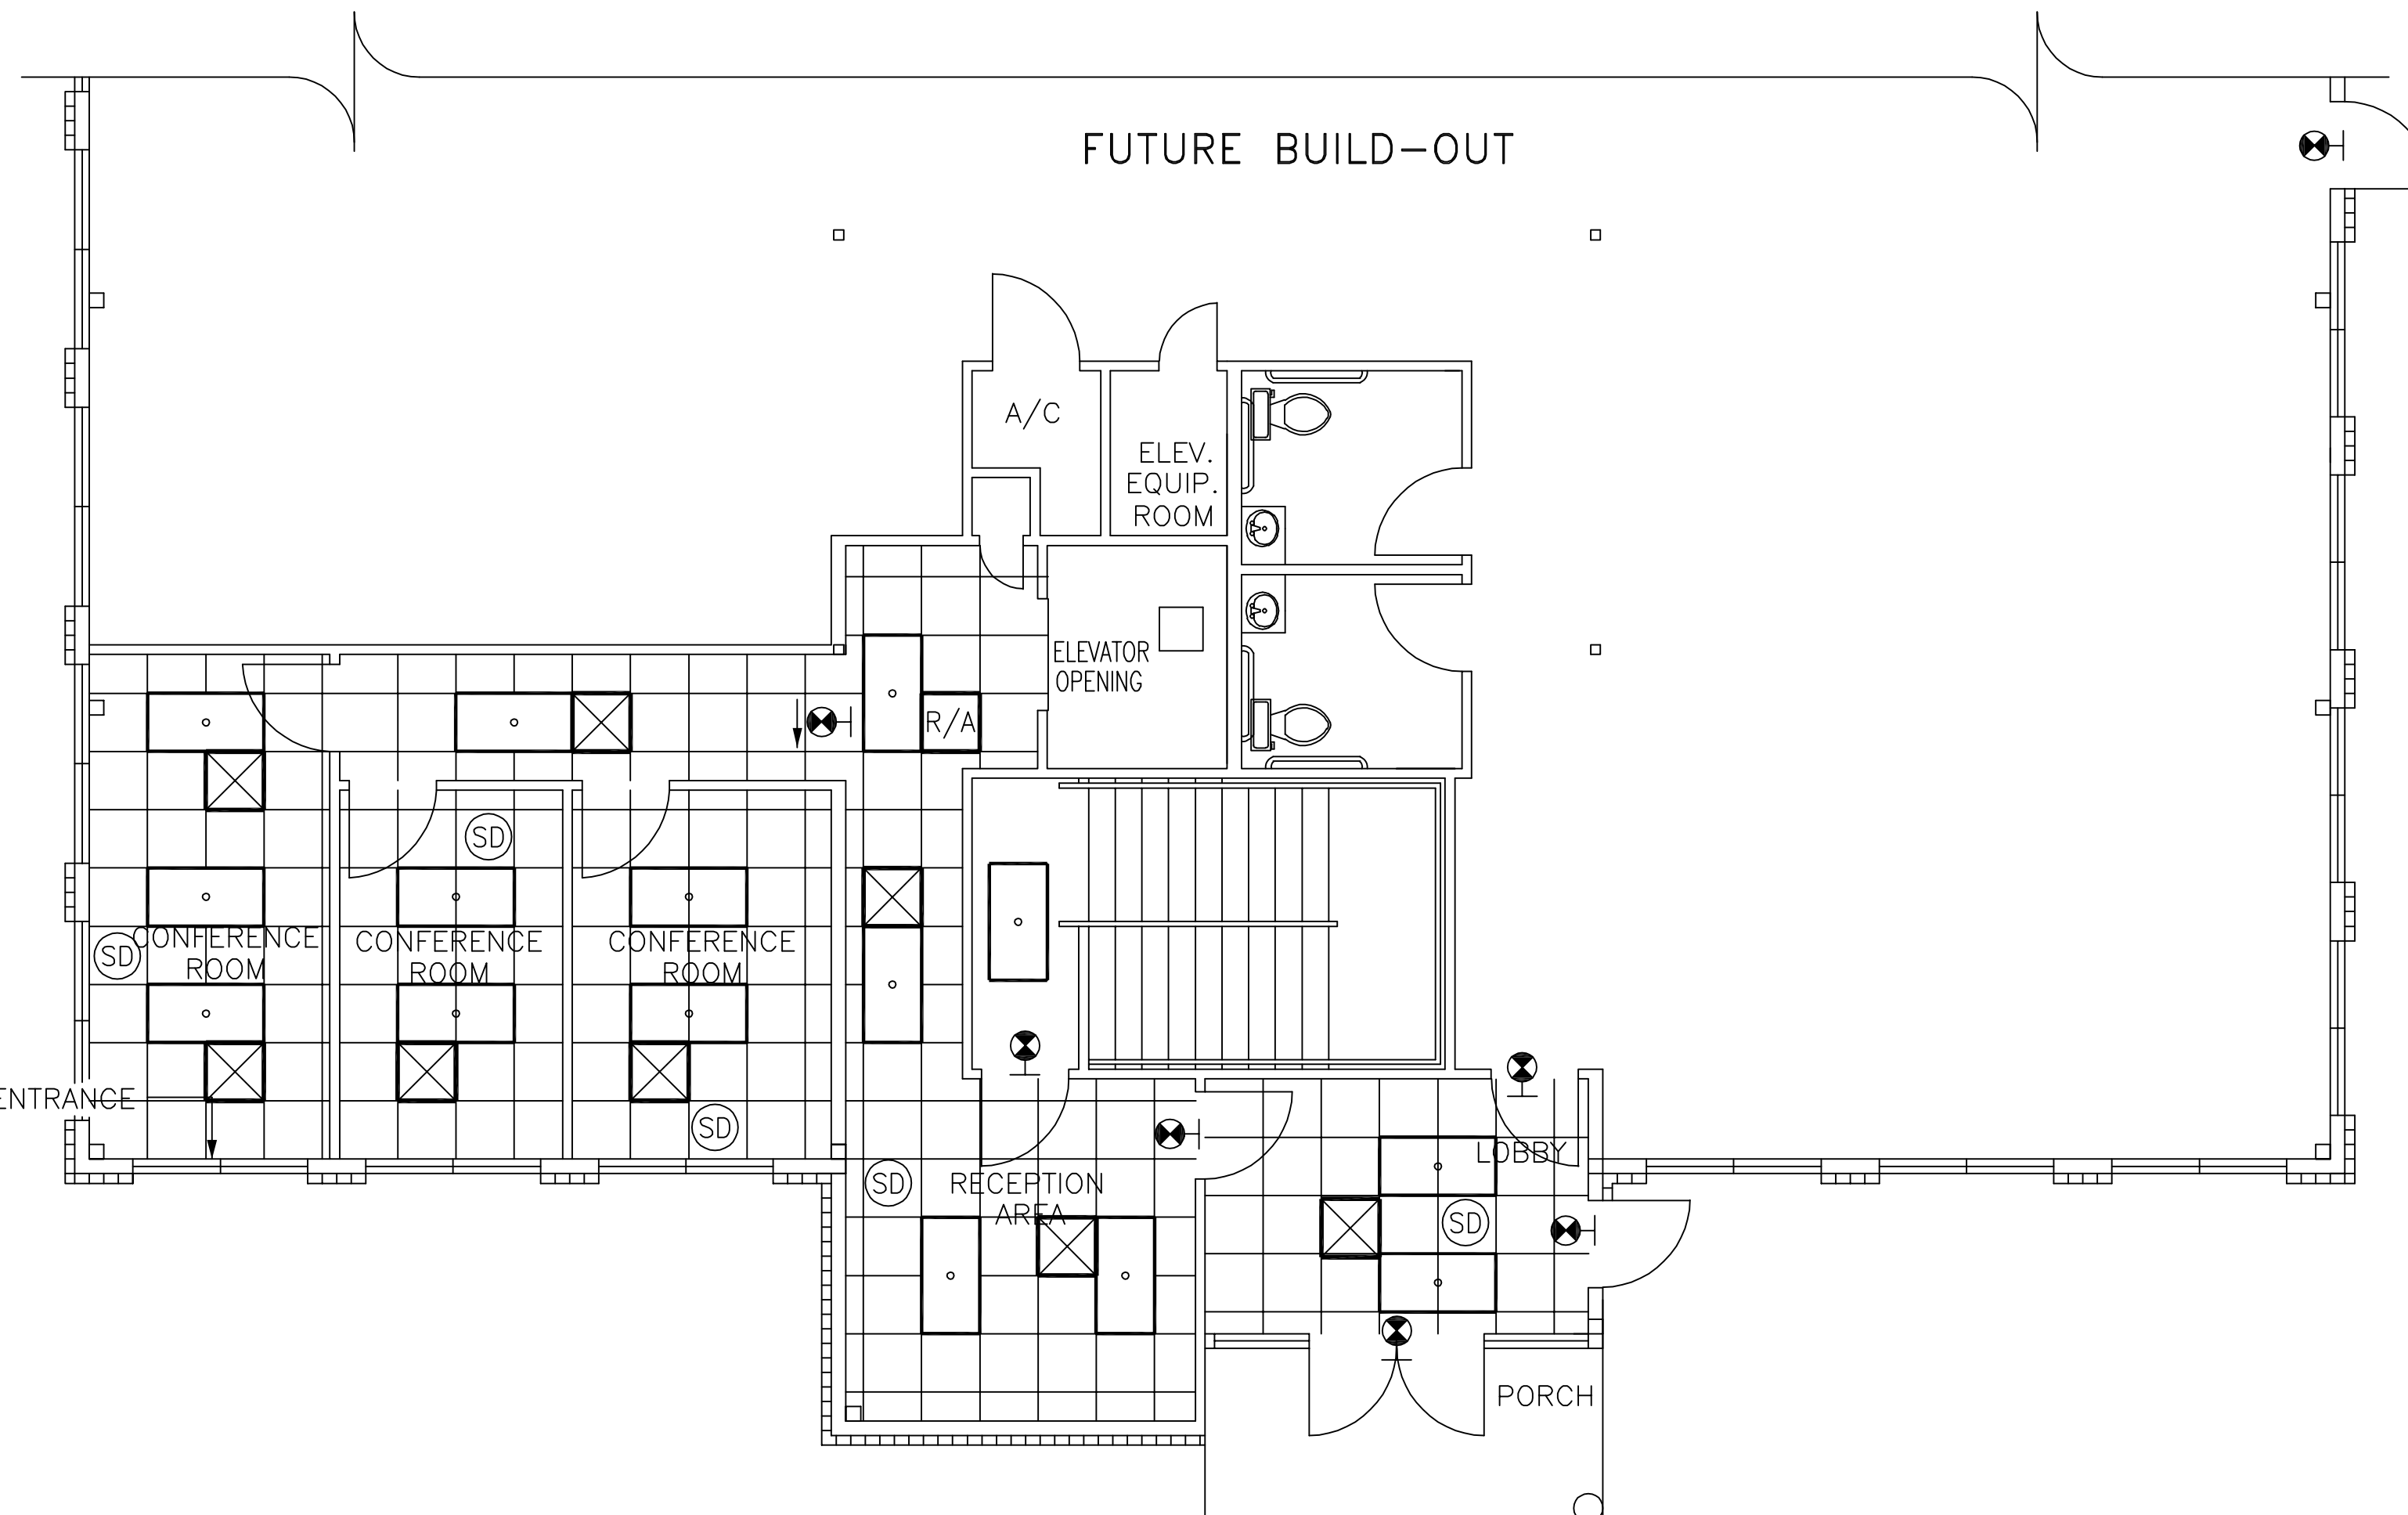 FUTURE BUILD-OUT
A/C
ELEV.
EQUIP.
ROOM
ELEVATOR
OPENING
R/A
SD
CONFERENCE
ROOM
CONFERENCE
ROOM
CONFERENCE
ROOM
SD
ENTRANCE
SD
LOBBY
RECEPTION
AREA
SD
SD
PORCH